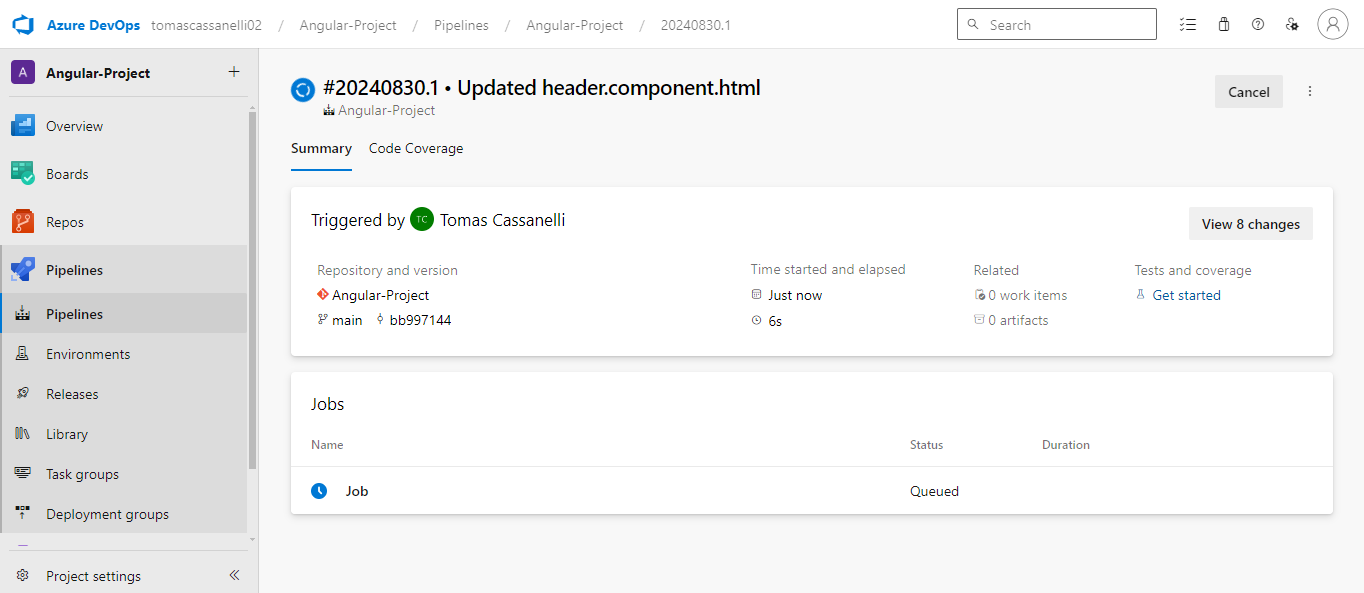 Azure DevOps tomascassanelli02 / Angular-Project / Pipelines / Angular-Project / 20240830.1 Search
A Angular-Project +
Overview
Boards
Repos
Pipelines
Pipelines
Environments
Releases
Library
Task groups
Deployment groups
Project settings
#20240830.1 • Updated header.component.html
Angular-Project
Cancel
Summary Code Coverage
Triggered by TC Tomas Cassanelli
View 8 changes
Repository and version Time started and elapsed Related Tests and coverage
Angular-Project Just now 0 work items Get started
main bb997144 6s 0 artifacts
Jobs
Name Status Duration
Job Queued